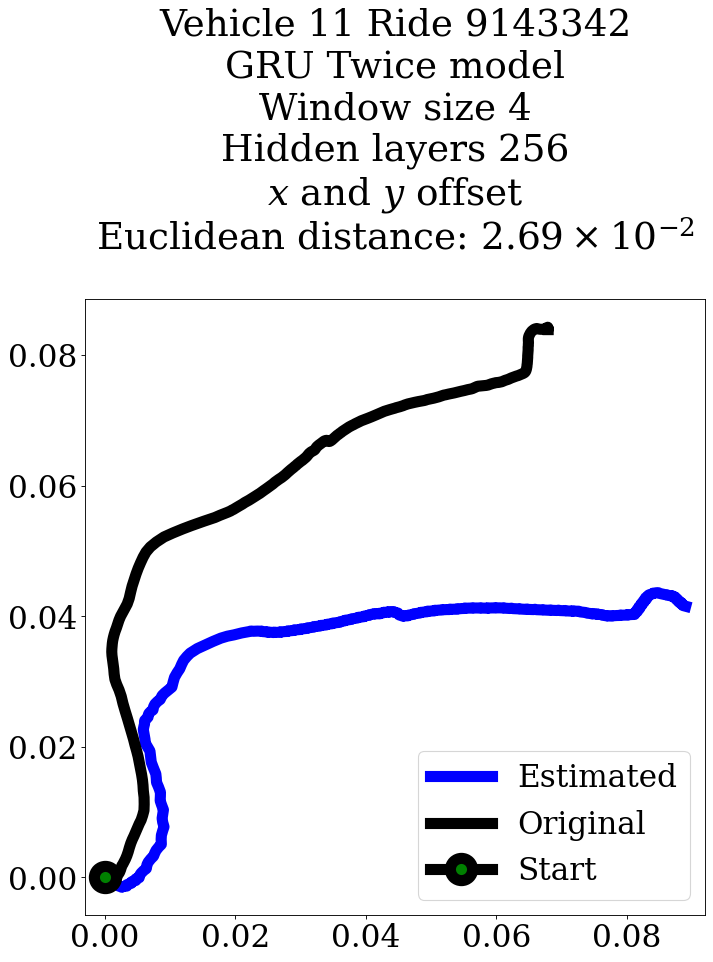 Vehicle 11 Ride 9143342
GRU Twice model
Window size 4
Hidden layers 256
x and y offset
Euclidean distance: 2.69 × 10⁻²
0.08
0.06
0.04
0.02
0.00
Estimated
Original
Start
0.00 0.02 0.04 0.06 0.08